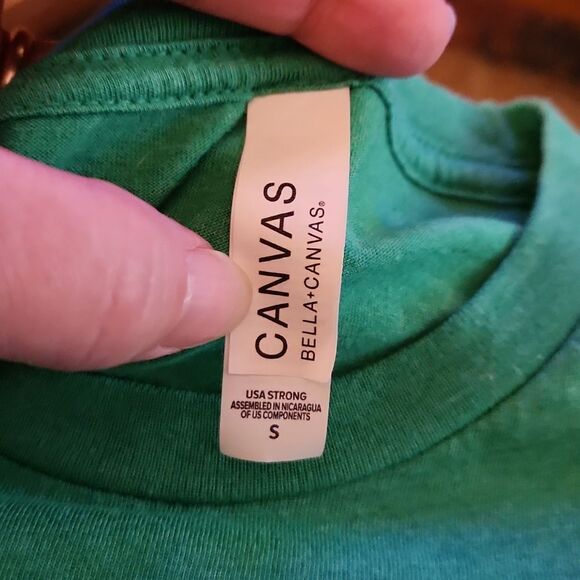 CANVAS
BELLA+CANVAS®
USA STRONG
ASSEMBLED IN NICARAGUA
OF US COMPONENTS
S